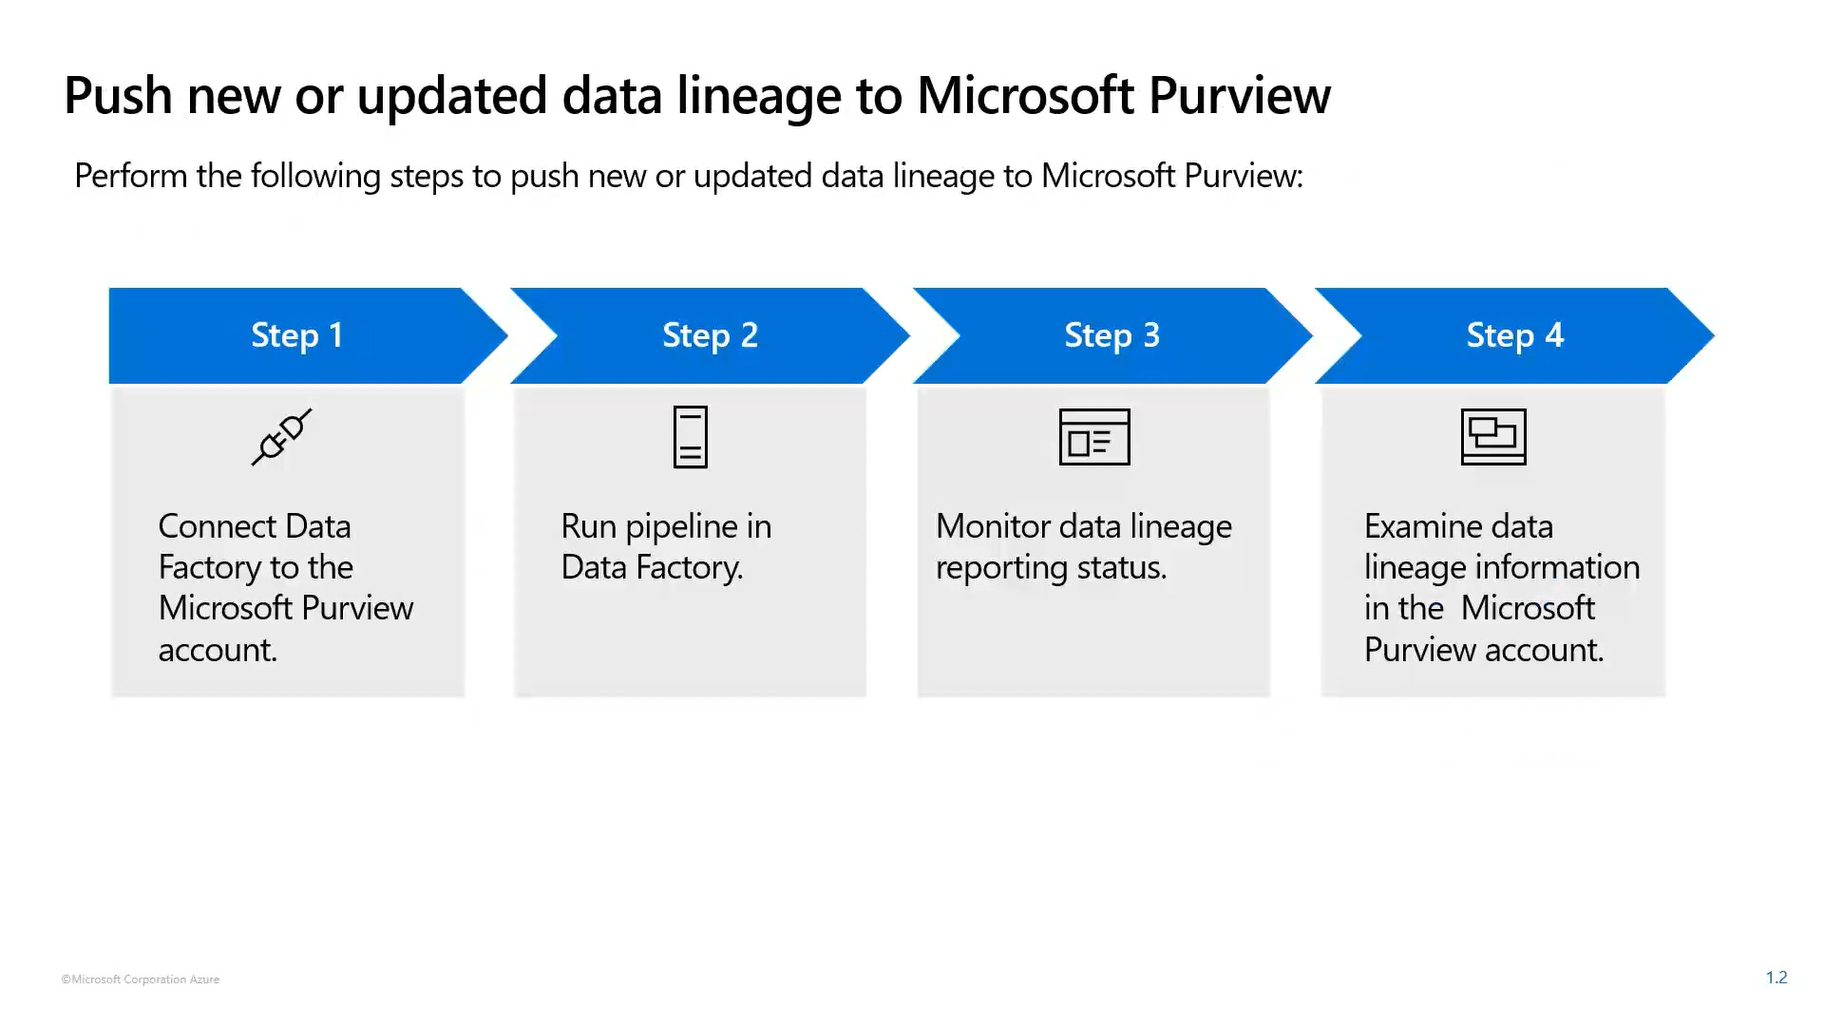 Push new or updated data lineage to Microsoft Purview
Perform the following steps to push new or updated data lineage to Microsoft Purview:
Step 1
Connect Data
Factory to the
Microsoft Purview
account.
Step 2
Run pipeline in
Data Factory.
Step 3
Monitor data lineage
reporting status.
Step 4
Examine data
lineage information
in the  Microsoft
Purview account.
©Microsoft Corporation Azure
1.2